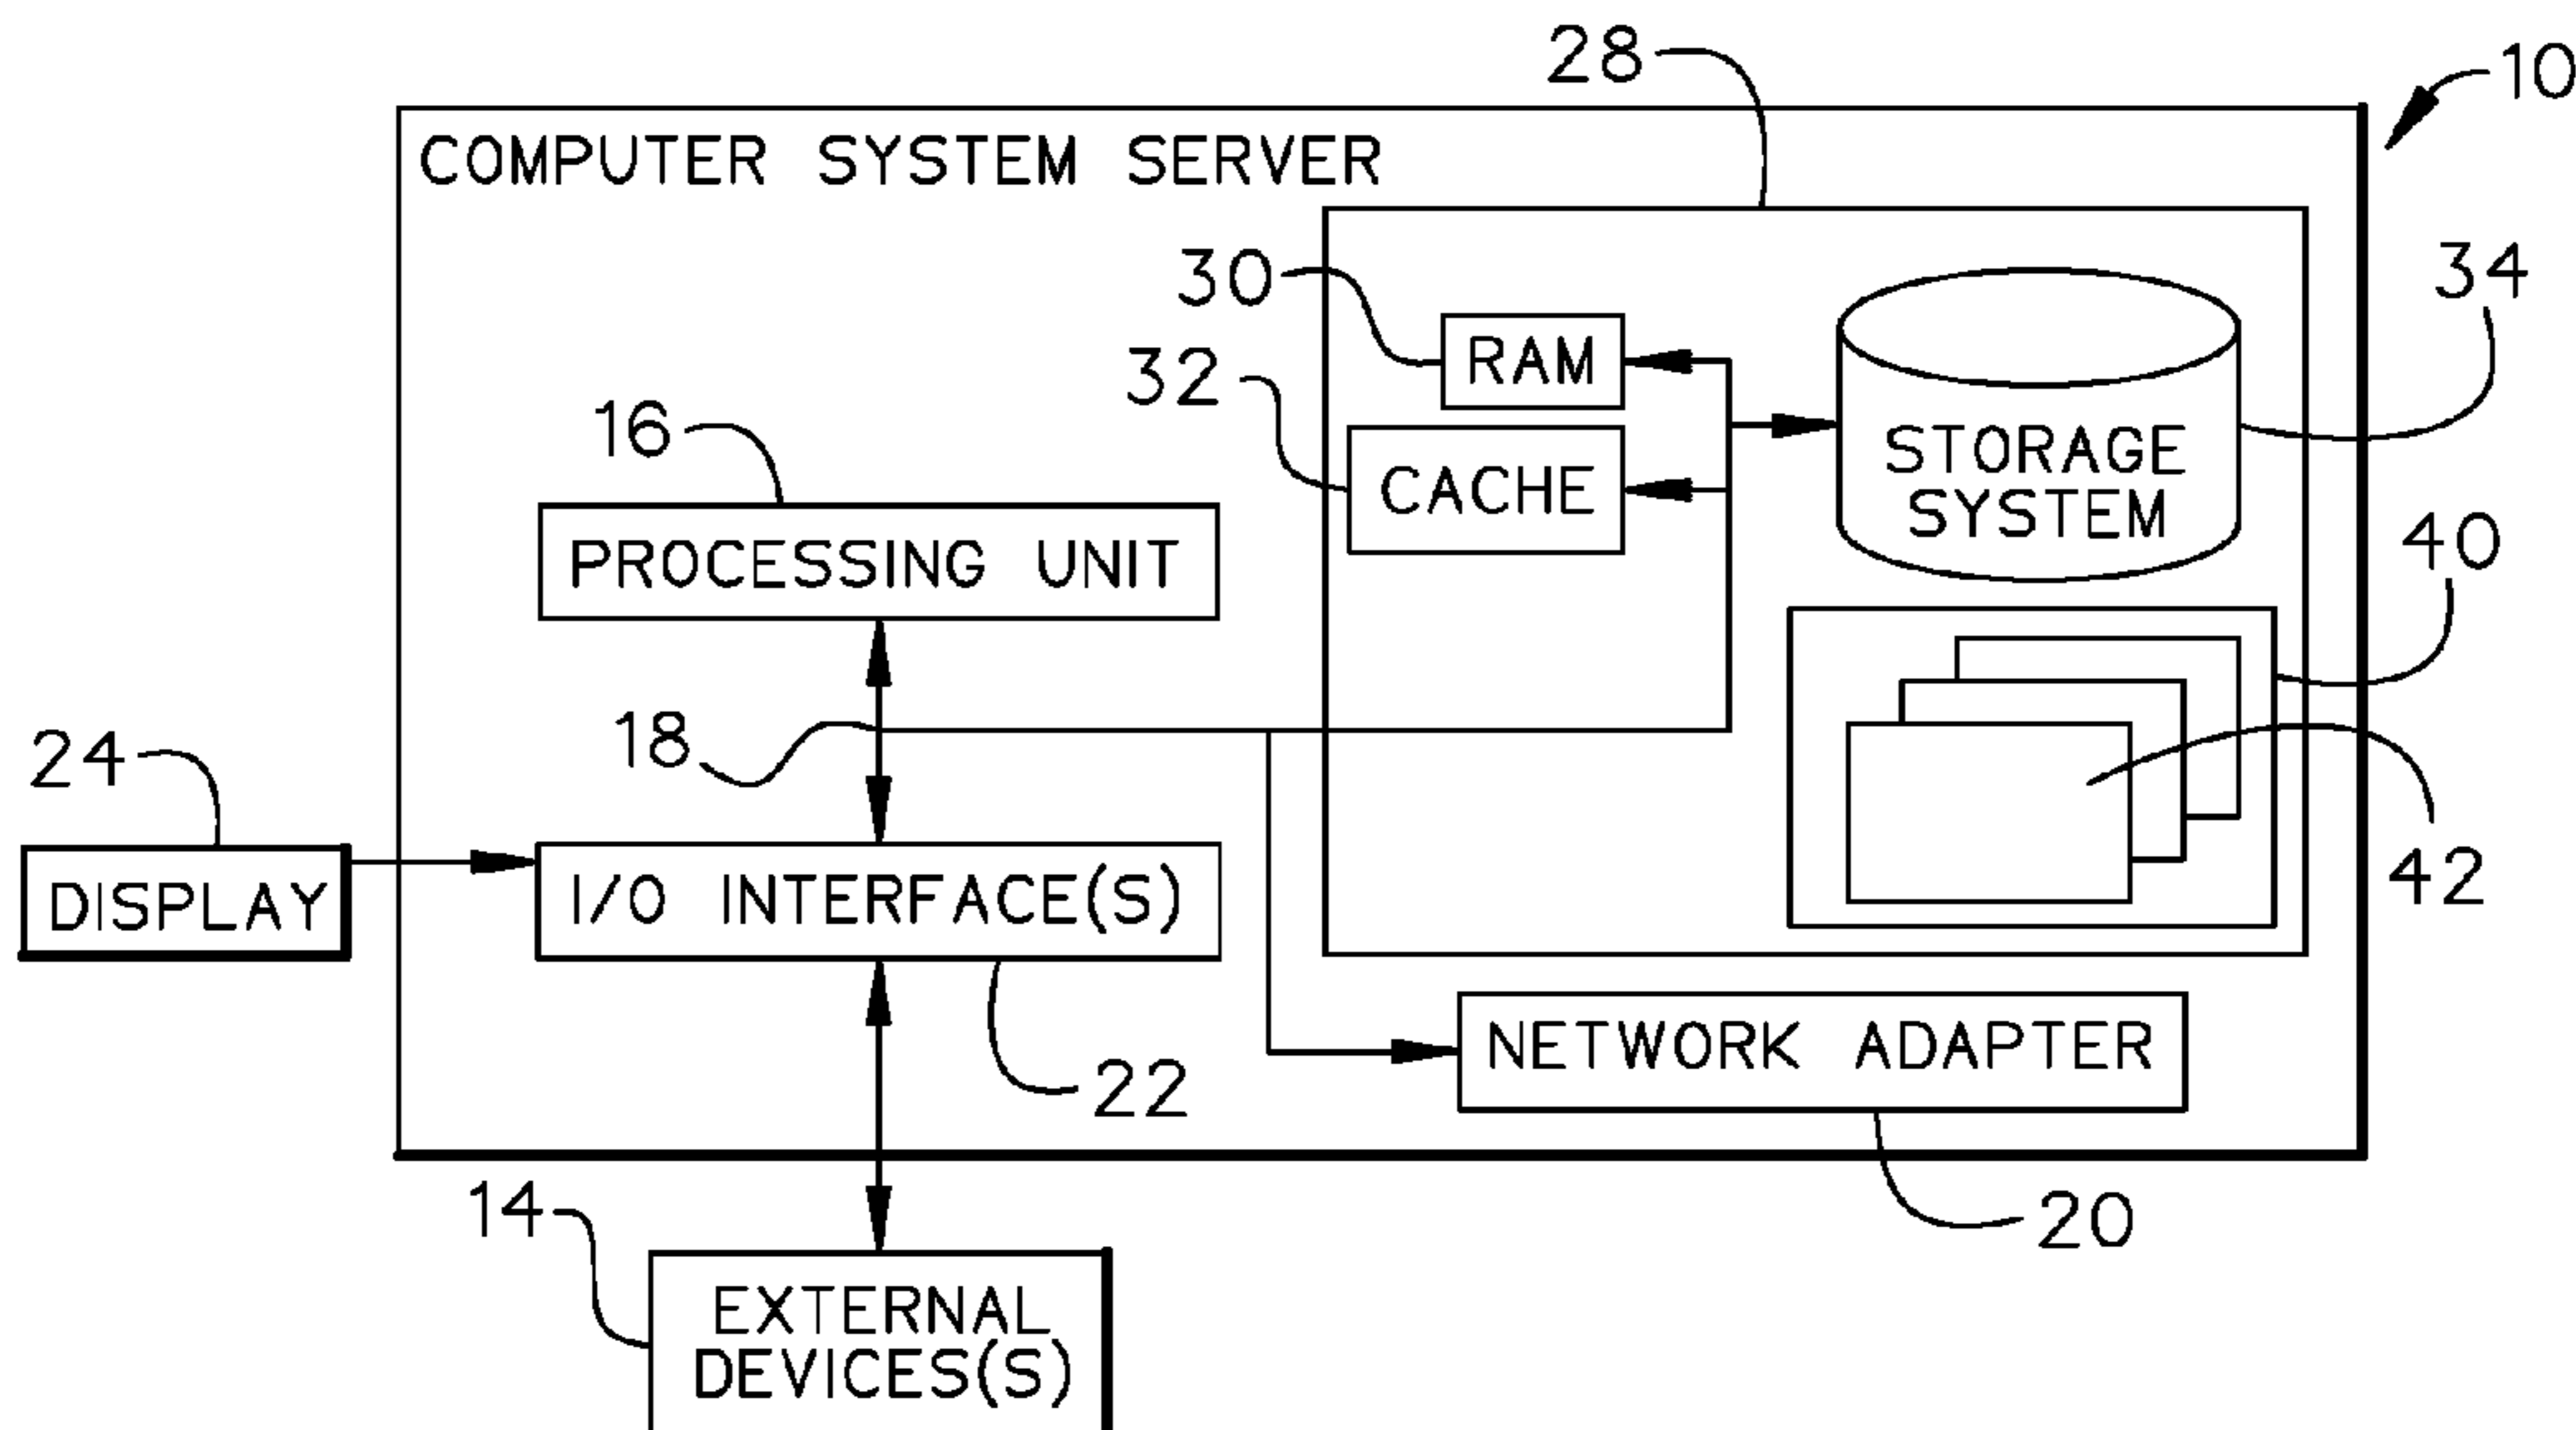 28
10
COMPUTER SYSTEM SERVER
30
34
RAM
32
16
STORAGE
CACHE
SYSTEM
40
PROCESSING UNIT
18
24
42
DISPLAY
I/O INTERFACE(S)
NETWORK ADAPTER
22
14
20
EXTERNAL
DEVICES(S)